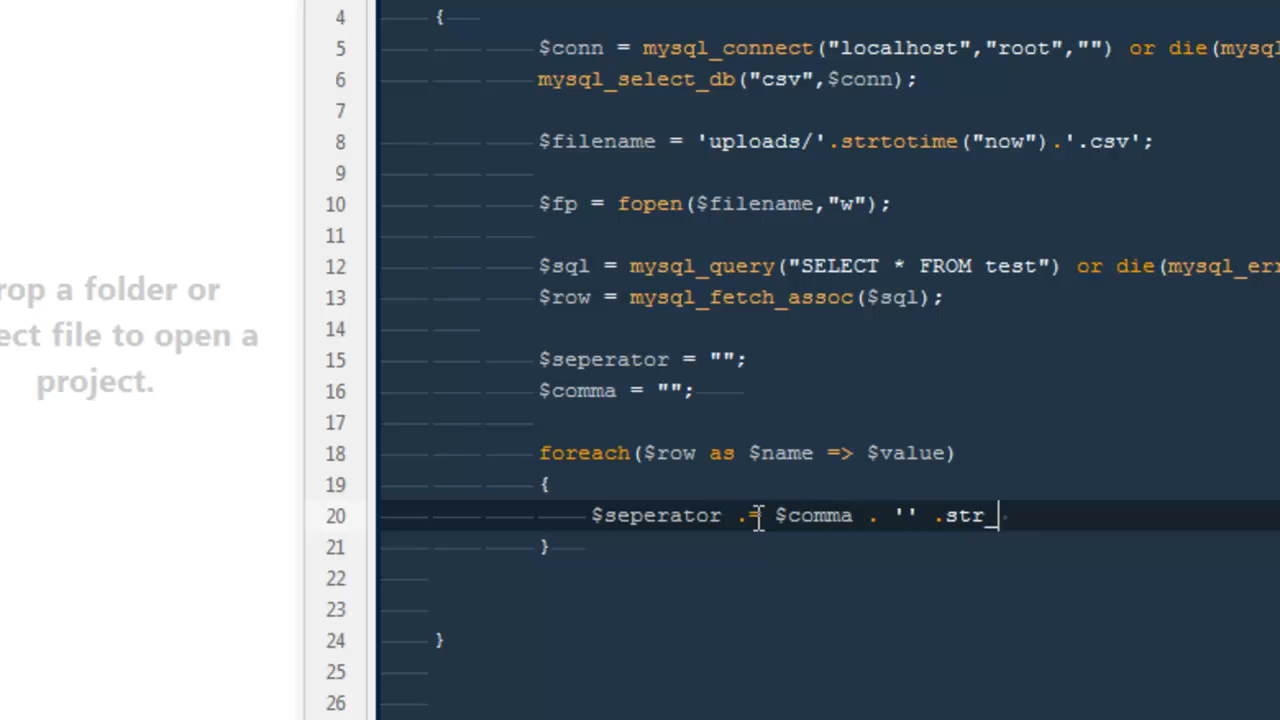 4 {
5 $conn = mysql_connect("localhost","root","") or die(mysql
6 mysql_select_db("csv",$conn);
7
8 $filename = 'uploads/'.strtotime("now").'.csv';
9
10 $fp = fopen($filename,"w");
11
12 $sql = mysql_query("SELECT * FROM test") or die(mysql_err
13 $row = mysql_fetch_assoc($sql);
14
15 $seperator = "";
16 $comma = "";
17
18 foreach($row as $name => $value)
19 {
20 $seperator .= $comma . '' .str_
21 }
22
23
24 }
25
26
rop a folder or
ect file to open a
project.